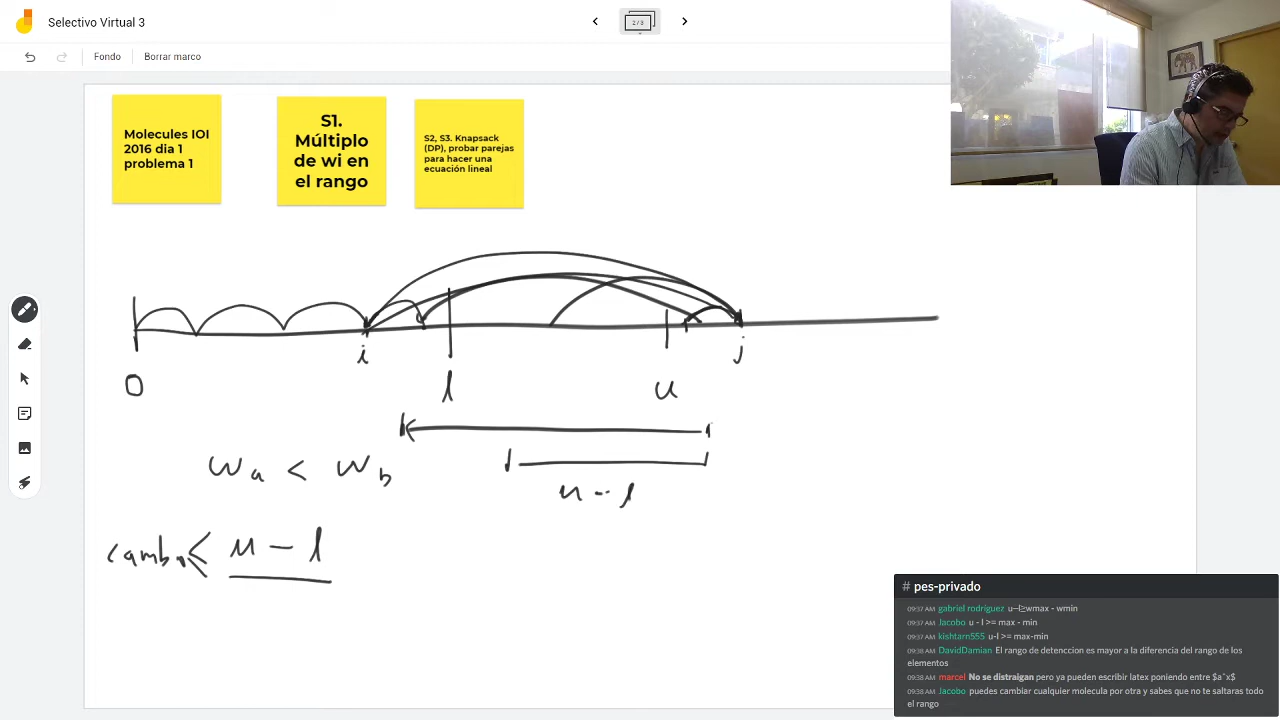 Selectivo Virtual 3
2 / 3
Fondo
Borrar marco
Molecules IOI
2016 dia 1
problema 1
S1.
Múltiplo
de wi en
el rango
S2, S3. Knapsack
(DP), probar parejas
para hacer una
ecuación lineal
i
j
0
l
u
wa < wb
u - l
cambio ≤ u - l
# pes-privado
09:37 AM gabriel rodríguez u−l≥wmax - wmin
09:37 AM Jacobo u - l >= max - min
09:37 AM kishtarn555 u-l >= max-min
09:38 AM DavidDamian El rango de detenccion es mayor a la diferencia del rango de los
elementos
09:38 AM marcel No se distraigan pero ya pueden escribir latex poniendo entre $a^x$
09:38 AM Jacobo puedes cambiar cualquier molecula por otra y sabes que no te saltaras todo
el rango